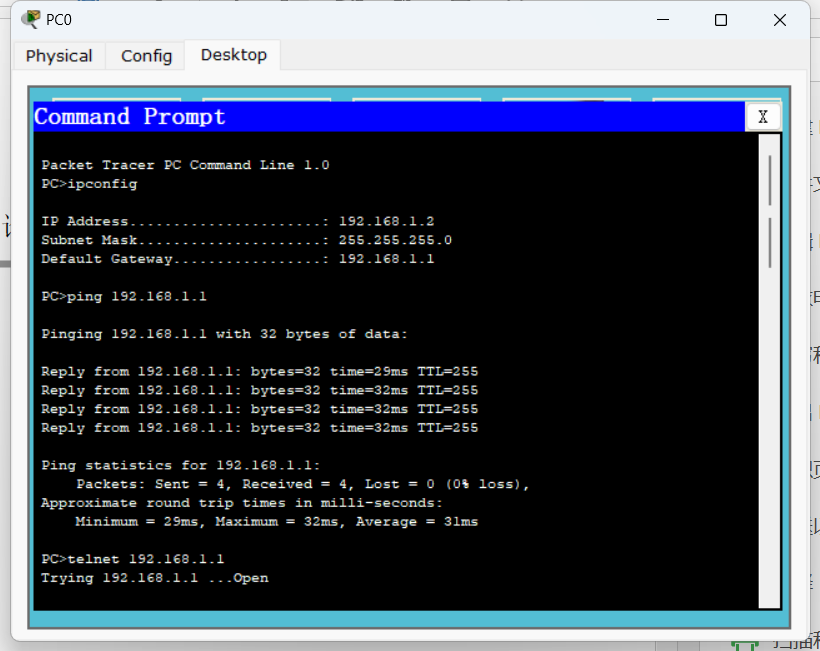 PC0
Physical Config Desktop
Command Prompt X
Packet Tracer PC Command Line 1.0
PC>ipconfig
IP Address......................: 192.168.1.2
Subnet Mask.....................: 255.255.255.0
Default Gateway.................: 192.168.1.1
PC>ping 192.168.1.1
Pinging 192.168.1.1 with 32 bytes of data:
Reply from 192.168.1.1: bytes=32 time=29ms TTL=255
Reply from 192.168.1.1: bytes=32 time=32ms TTL=255
Reply from 192.168.1.1: bytes=32 time=32ms TTL=255
Reply from 192.168.1.1: bytes=32 time=32ms TTL=255
Ping statistics for 192.168.1.1:
Packets: Sent = 4, Received = 4, Lost = 0 (0% loss),
Approximate round trip times in milli-seconds:
Minimum = 29ms, Maximum = 32ms, Average = 31ms
PC>telnet 192.168.1.1
Trying 192.168.1.1 ...Open